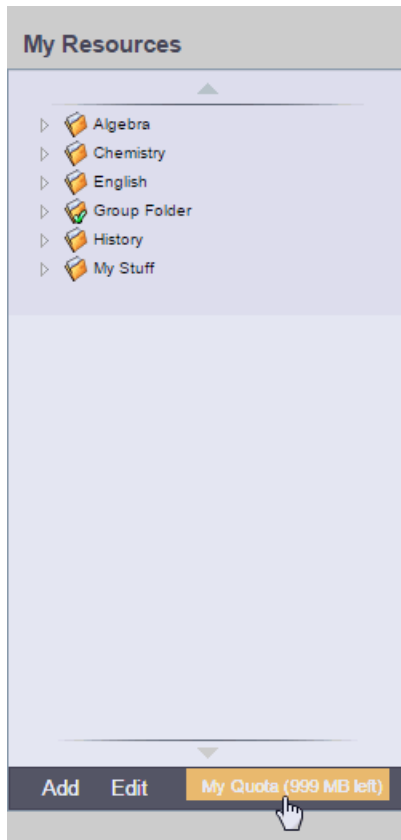 My Resources
Algebra
Chemistry
English
Group Folder
History
My Stuff
Add Edit My Quota (999 MB left)